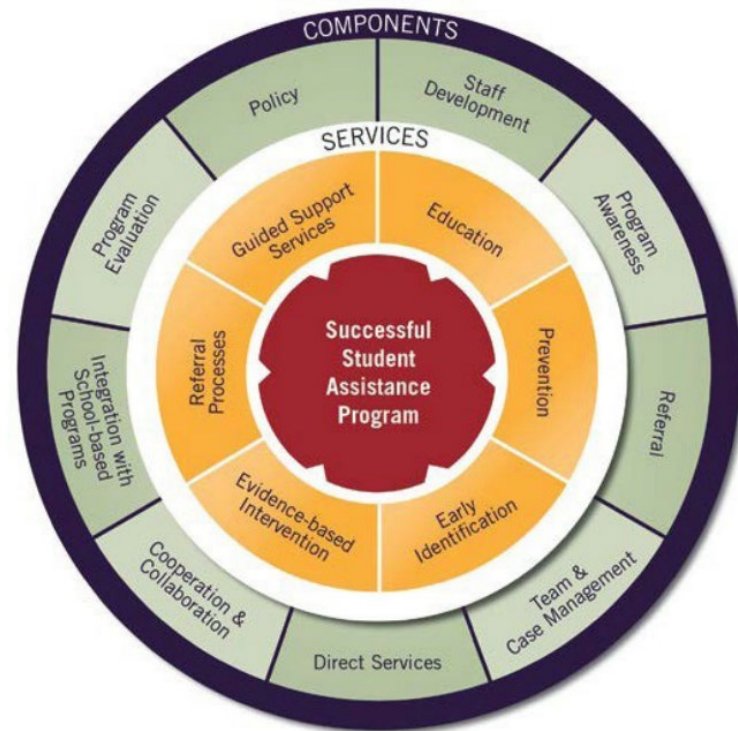 COMPONENTS
Policy
Staff
Development
Program
Awareness
Referral
Team &
Case Management
Direct Services
Cooperation &
Collaboration
Integration with
School-based
Programs
Program
Evaluation
SERVICES
Guided Support
Services
Education
Prevention
Early
Identification
Evidence-based
Intervention
Referral
Processes
Successful
Student
Assistance
Program